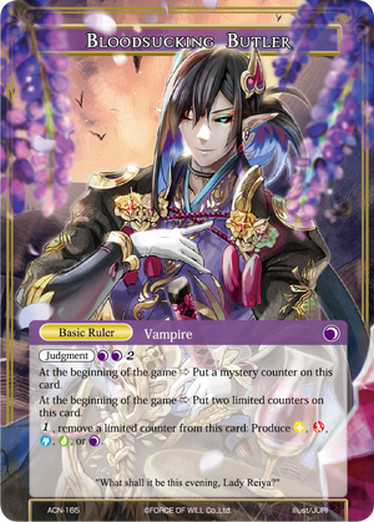 Bloodsucking Butler
Basic Ruler Vampire
Judgment 2
At the beginning of the game ⇨ Put a mystery counter on this
card.
At the beginning of the game ⇨ Put two limited counters on
this card.
1, remove a limited counter from this card: Produce , ,
, , or .
"What shall it be this evening, Lady Reiya?"
ACN-165 ©FORCE OF WILL Co.,Ltd. Illust/JURI